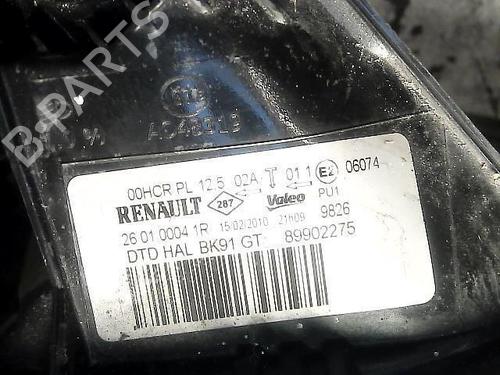 B-PARTS
A046919
00HCR PL 12.5 02A T 01 1 E2 06074
RENAULT 287 Valeo PU1
26 01 0004 1R 15/02/2010 21h09 9826
DTD HAL BK91 GT 89902275